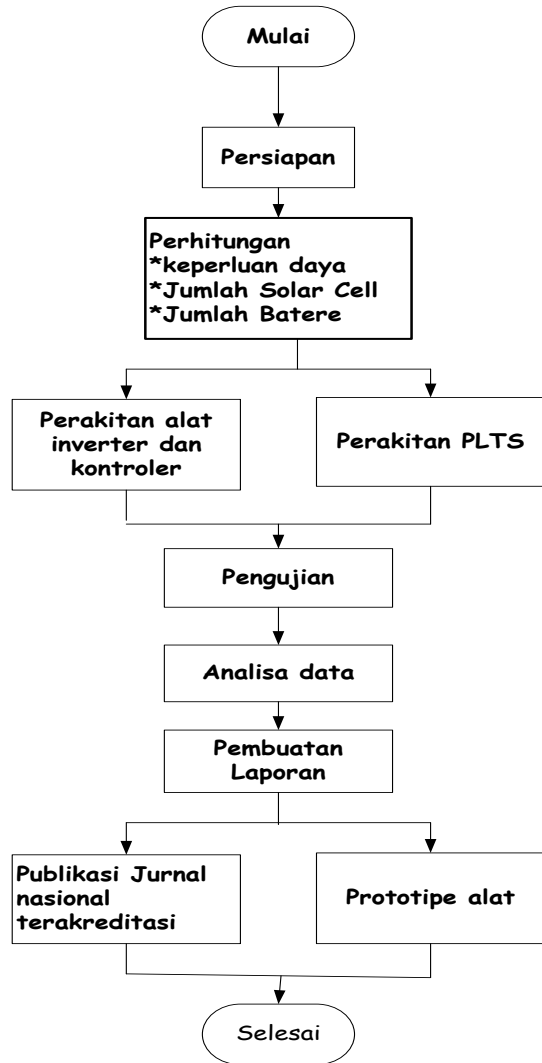 Mulai
Persiapan
Perhitungan
*keperluan daya
*Jumlah Solar Cell
*Jumlah Batere
Perakitan alat
inverter dan
kontroler
Perakitan PLTS
Pengujian
Analisa data
Pembuatan
Laporan
Publikasi Jurnal
nasional
terakreditasi
Prototipe alat
Selesai